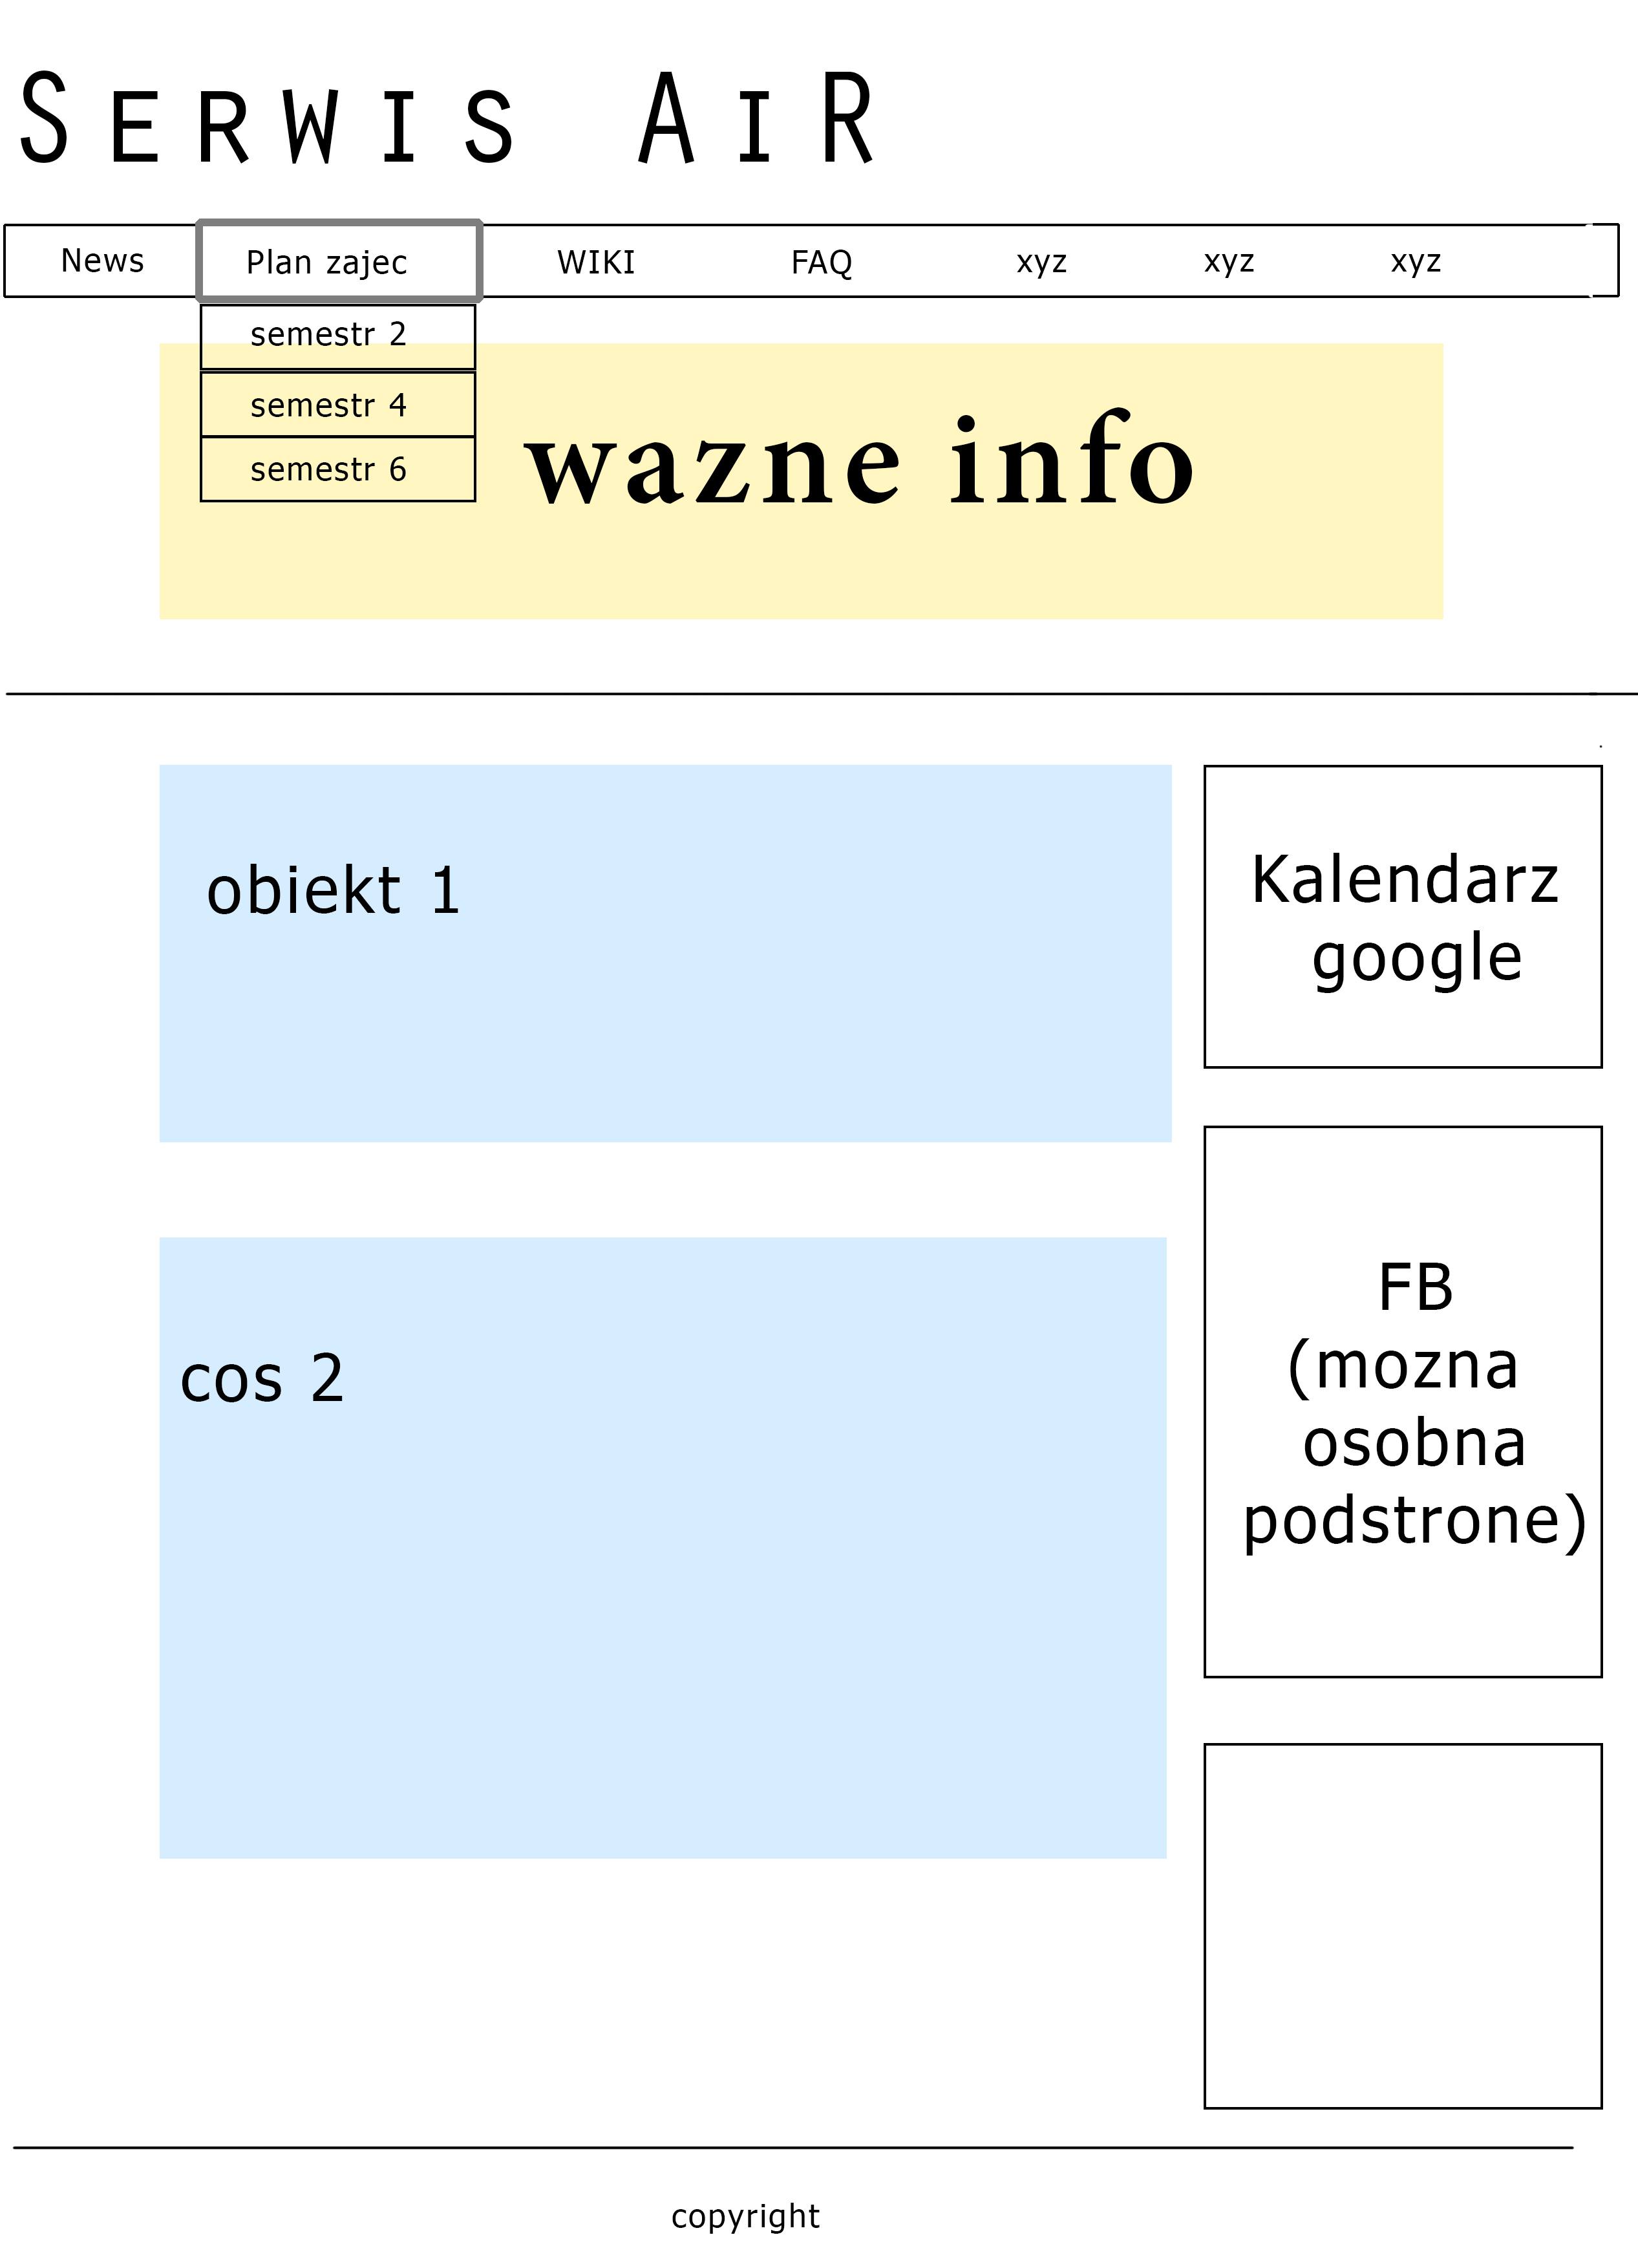 SERWIS AIR
News Plan zajec WIKI FAQ xyz xyz xyz
semestr 2
semestr 4
semestr 6
wazne info
obiekt 1
Kalendarz
google
cos 2
FB
(mozna
osobna
podstrone)
copyright